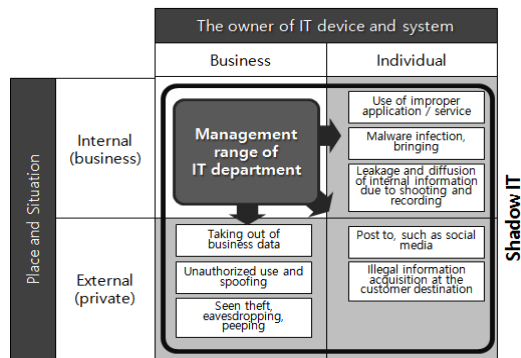 The owner of IT device and system
Business
Individual
Place and Situation
Internal
(business)
Management
range of
IT department
Use of improper
application / service
Malware infection,
bringing
Leakage and diffusion
of internal information
due to shooting and
recording
Shadow IT
External
(private)
Taking out of
business data
Unauthorized use and
spoofing
Seen theft,
eavesdropping,
peeping
Post to, such as social
media
Illegal information
acquisition at the
customer destination